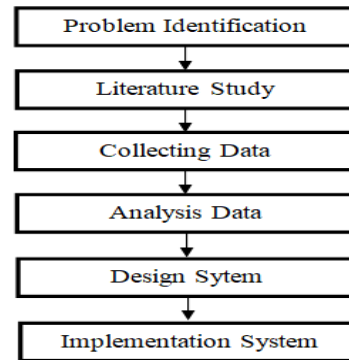 Problem Identification
Literature Study
Collecting Data
Analysis Data
Design Sytem
Implementation System